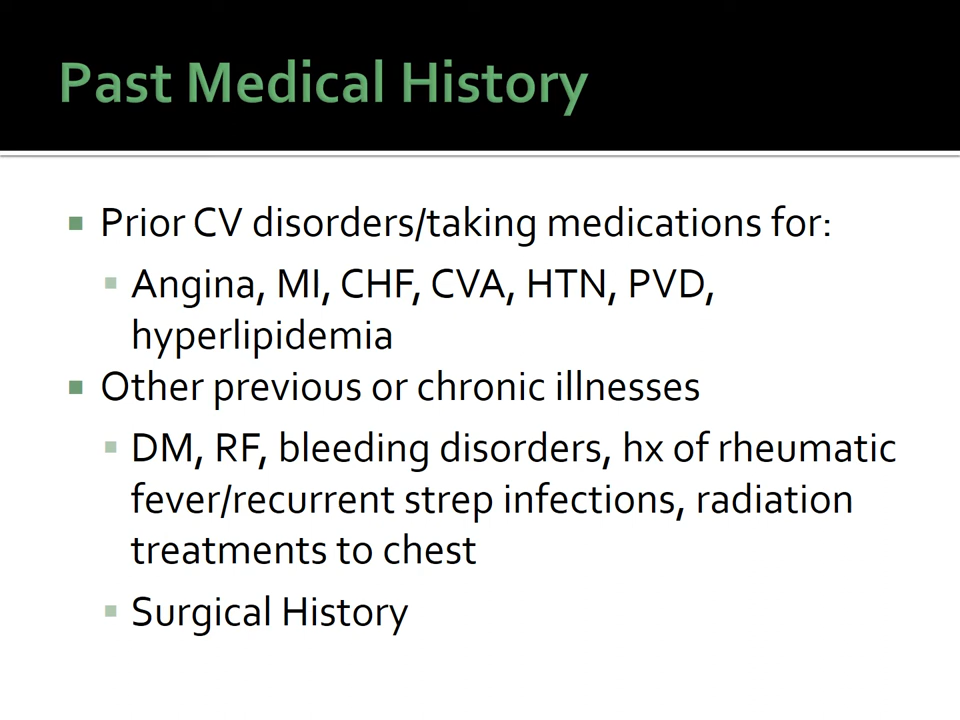 Past Medical History
Prior CV disorders/taking medications for:
Angina, MI, CHF, CVA, HTN, PVD,
hyperlipidemia
Other previous or chronic illnesses
DM, RF, bleeding disorders, hx of rheumatic
fever/recurrent strep infections, radiation
treatments to chest
Surgical History